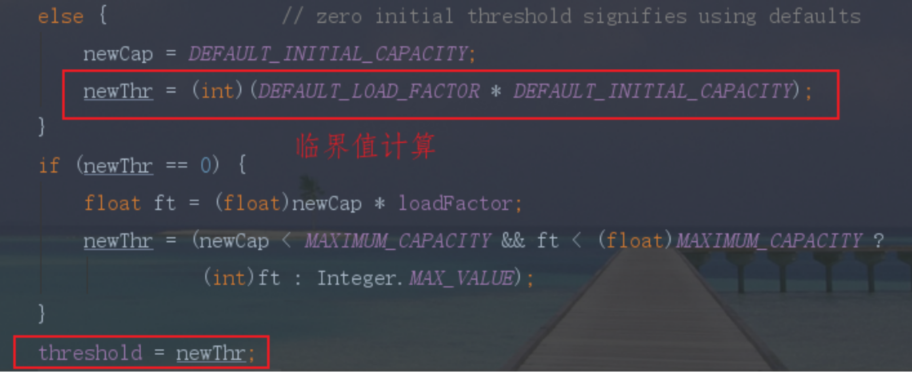 else {               // zero initial threshold signifies using defaults
newCap = DEFAULT_INITIAL_CAPACITY;
newThr = (int)(DEFAULT_LOAD_FACTOR * DEFAULT_INITIAL_CAPACITY);
}
临界值计算
if (newThr == 0) {
float ft = (float)newCap * loadFactor;
newThr = (newCap < MAXIMUM_CAPACITY && ft < (float)MAXIMUM_CAPACITY ?
(int)ft : Integer.MAX_VALUE);
}
threshold = newThr;